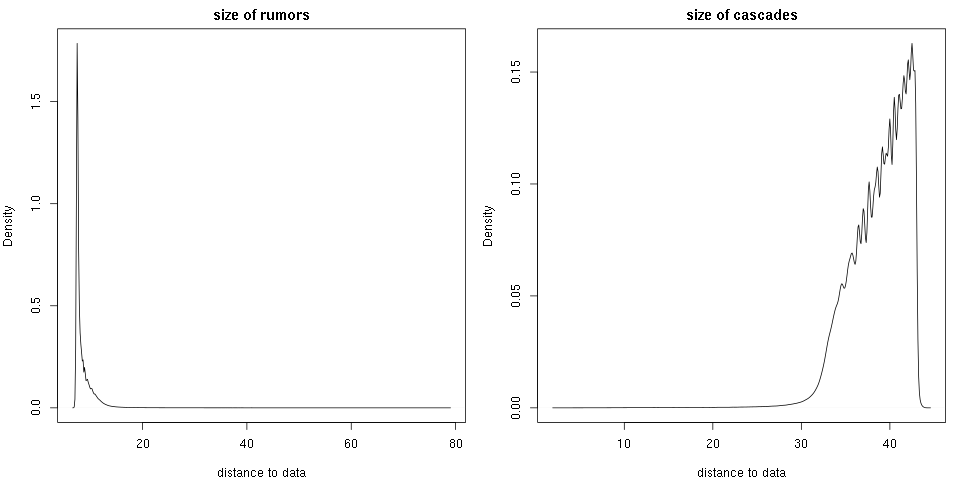 size of rumors
Density
0.0 0.5 1.0 1.5
20 40 60 80
distance to data
size of cascades
Density
0.00 0.05 0.10 0.15
10 20 30 40
distance to data